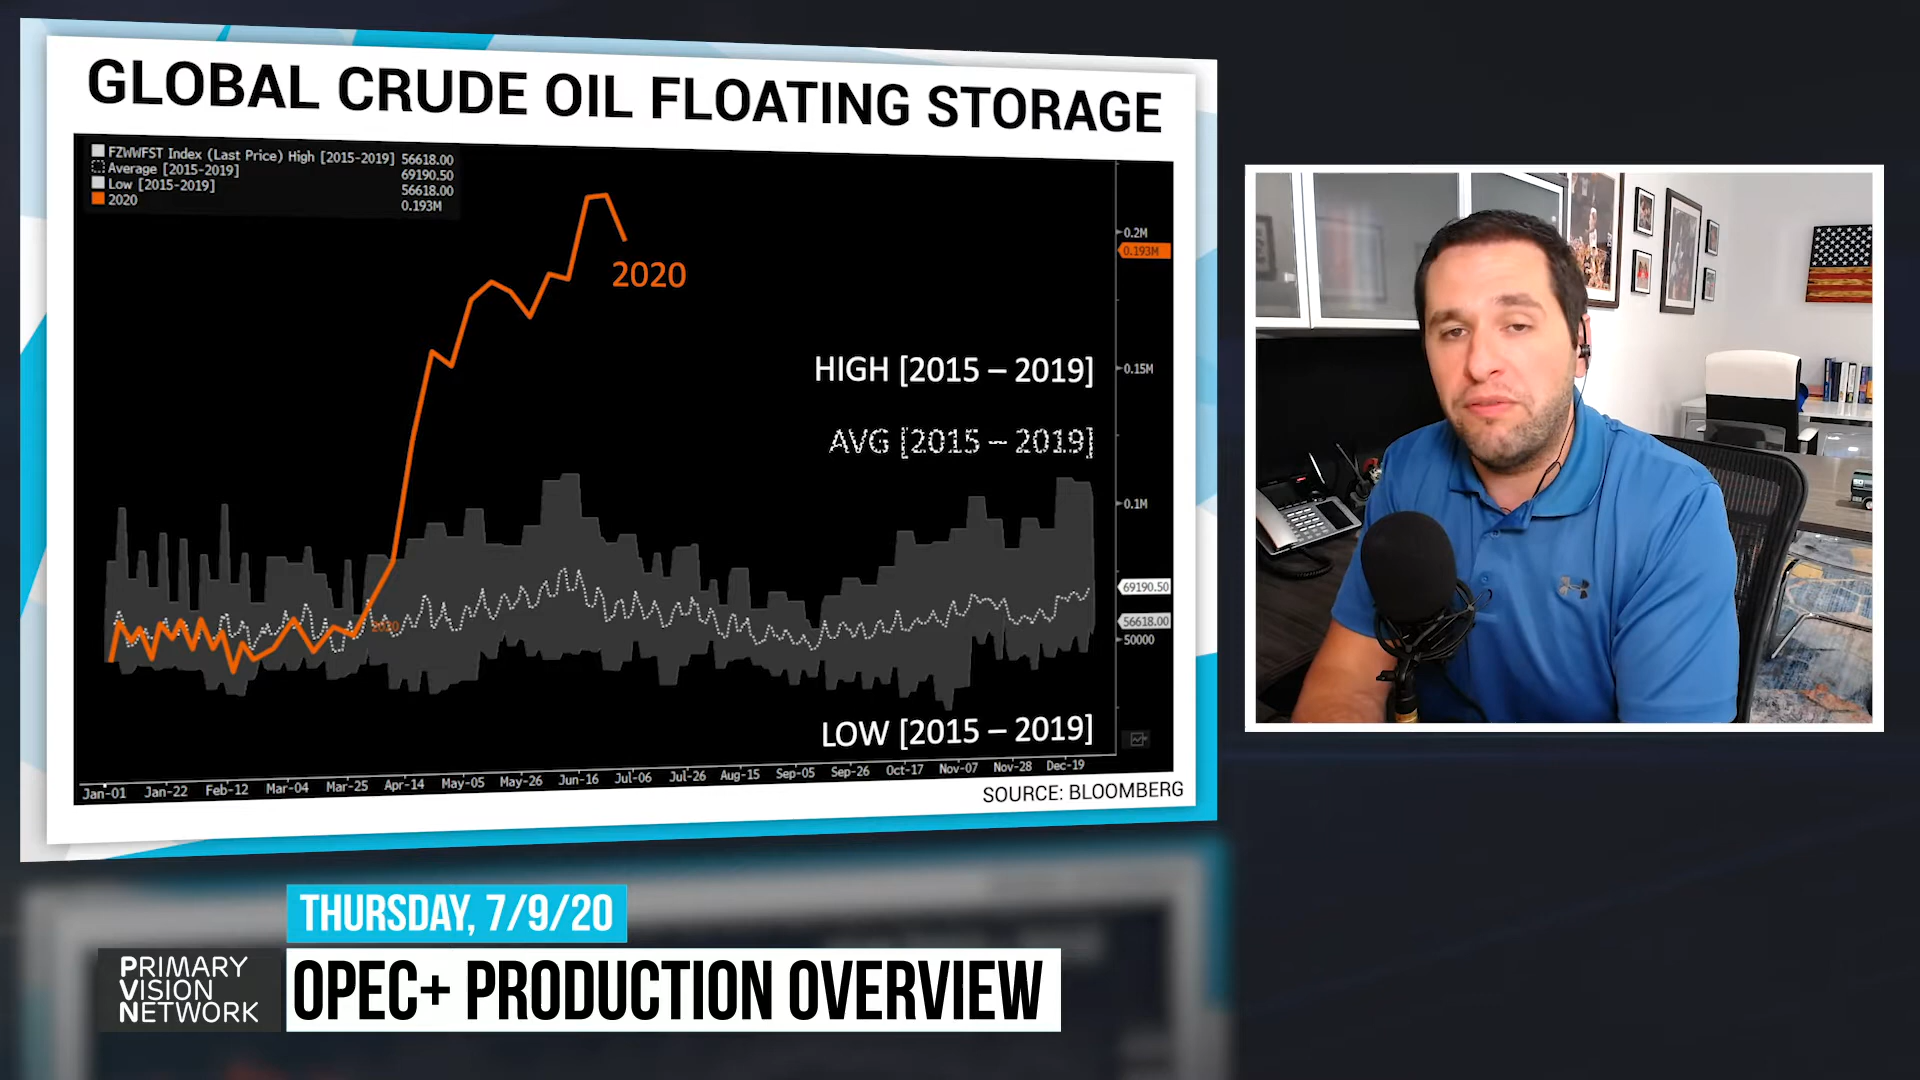 GLOBAL CRUDE OIL FLOATING STORAGE
FZWWFST Index (Last Price) High [2015-2019] 56618.00
Average [2015-2019] 69190.50
Low [2015-2019] 56618.00
2020 0.193M
2020
HIGH [2015 – 2019]
AVG [2015 – 2019]
2020
LOW [2015 – 2019]
0.2M
0.193M
0.15M
0.1M
69190.50
56618.00
50000
Jan-01 Jan-22 Feb-12 Mar-04 Mar-25 Apr-14 May-05 May-26 Jun-16 Jul-06 Jul-26 Aug-15 Sep-05 Sep-26 Oct-17 Nov-07 Nov-28 Dec-19
SOURCE: BLOOMBERG
THURSDAY, 7/9/20
PRIMARY
VISION
NETWORK
OPEC+ PRODUCTION OVERVIEW